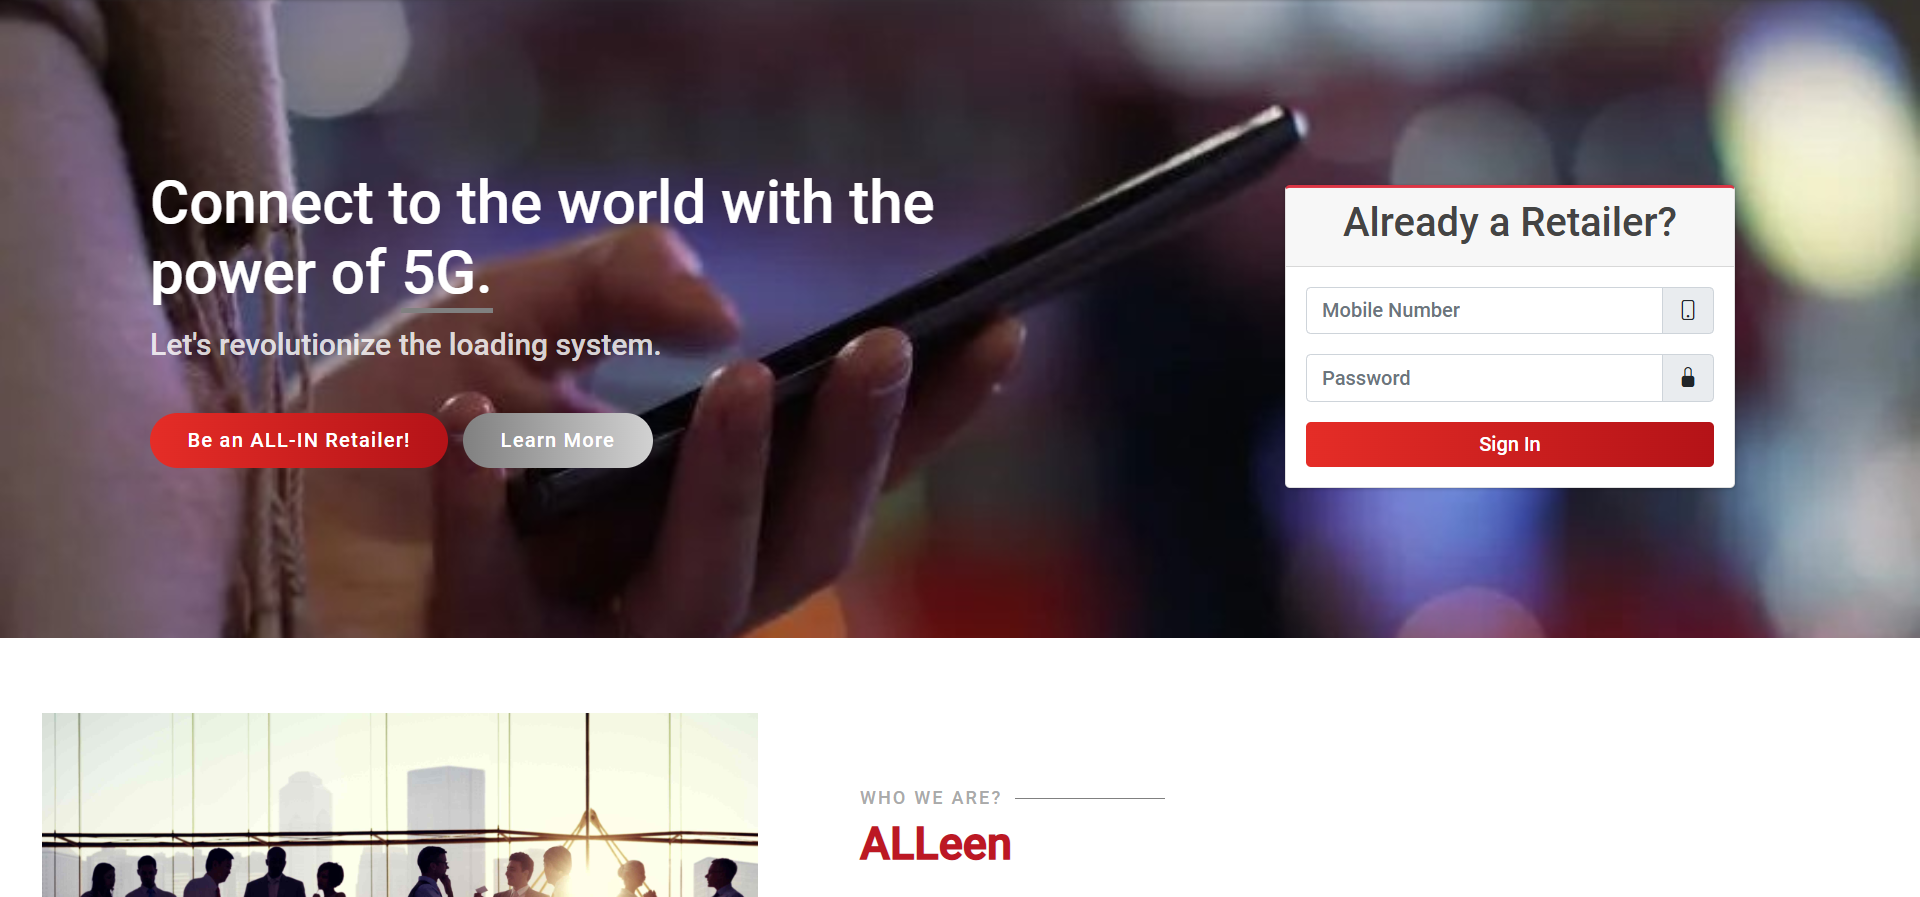 Connect to the world with the
power of 5G.
Let's revolutionize the loading system.
Be an ALL-IN Retailer!
Learn More
Already a Retailer?
Mobile Number
Password
Sign In
WHO WE ARE?
ALLeen